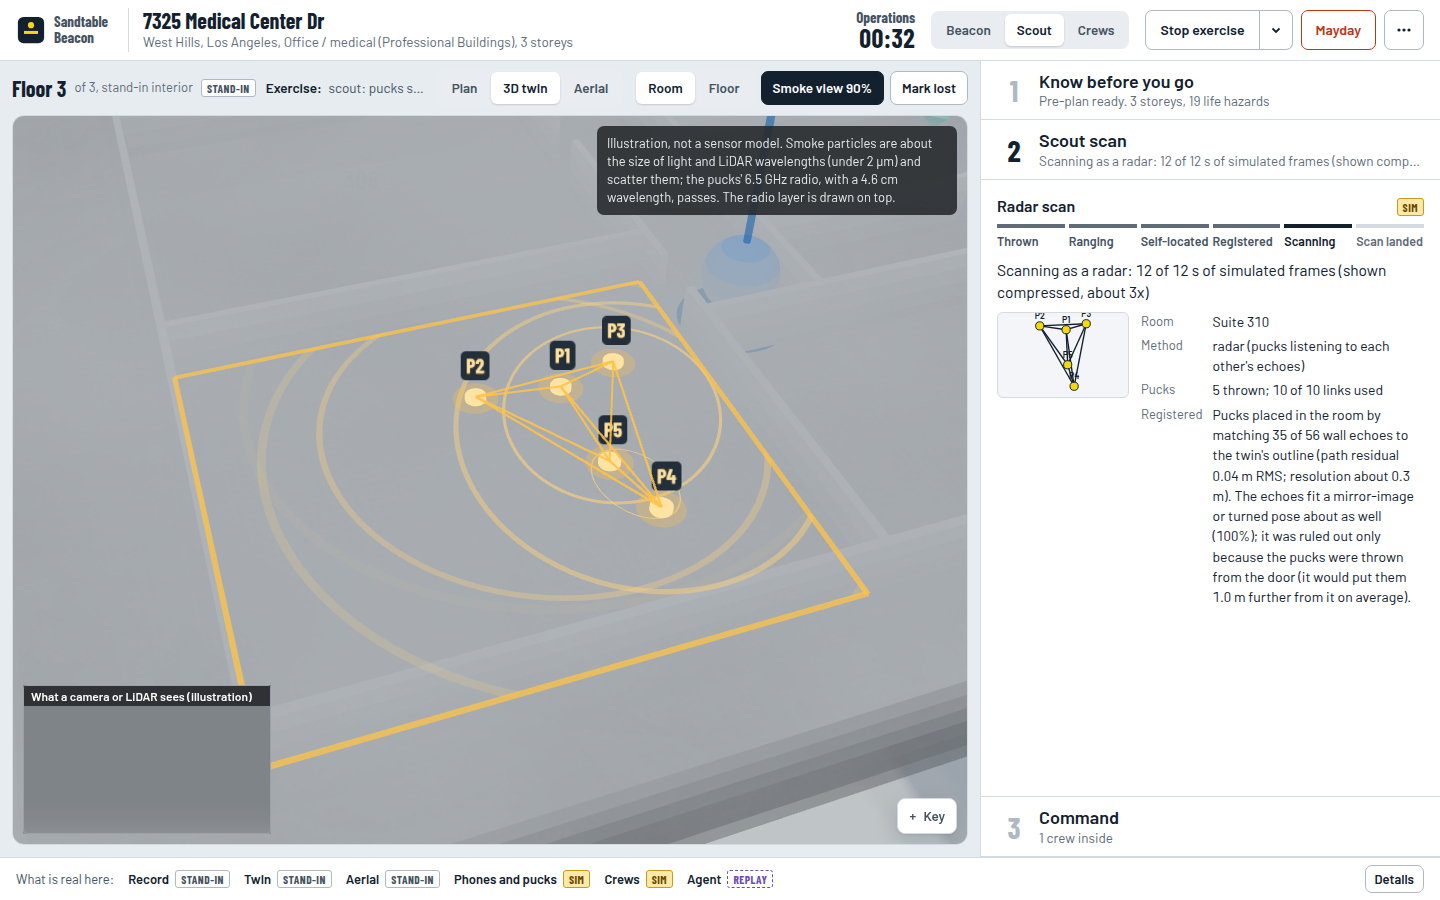 Sandtable
Beacon
7325 Medical Center Dr
West Hills, Los Angeles, Office / medical (Professional Buildings), 3 storeys
Operations
00:32
Beacon Scout Crews
Stop exercise
Mayday
•••
Floor 3 of 3, stand-in interior STAND-IN Exercise: scout: pucks s...
Plan 3D twin Aerial
Room Floor
Smoke view 90%
Mark lost
Illustration, not a sensor model. Smoke particles are about
the size of light and LiDAR wavelengths (under 2 µm) and
scatter them; the pucks' 6.5 GHz radio, with a 4.6 cm
wavelength, passes. The radio layer is drawn on top.
P3
P1
P2
P5
P4
What a camera or LiDAR sees (illustration)
+ Key
1 Know before you go
Pre-plan ready. 3 storeys, 19 life hazards
2 Scout scan
Scanning as a radar: 12 of 12 s of simulated frames (shown comp...
Radar scan SIM
Thrown Ranging Self-located Registered Scanning Scan landed
Scanning as a radar: 12 of 12 s of simulated frames (shown
compressed, about 3x)
P2 P1 P3
Room Suite 310
Method radar (pucks listening to each
other's echoes)
Pucks 5 thrown; 10 of 10 links used
Registered Pucks placed in the room by
matching 35 of 56 wall echoes to
the twin's outline (path residual
0.04 m RMS; resolution about 0.3
m). The echoes fit a mirror-image
or turned pose about as well
(100%); it was ruled out only
because the pucks were thrown
from the door (it would put them
1.0 m further from it on average).
3 Command
1 crew inside
What is real here: Record STAND-IN Twin STAND-IN Aerial STAND-IN Phones and pucks SIM Crews SIM Agent REPLAY
Details